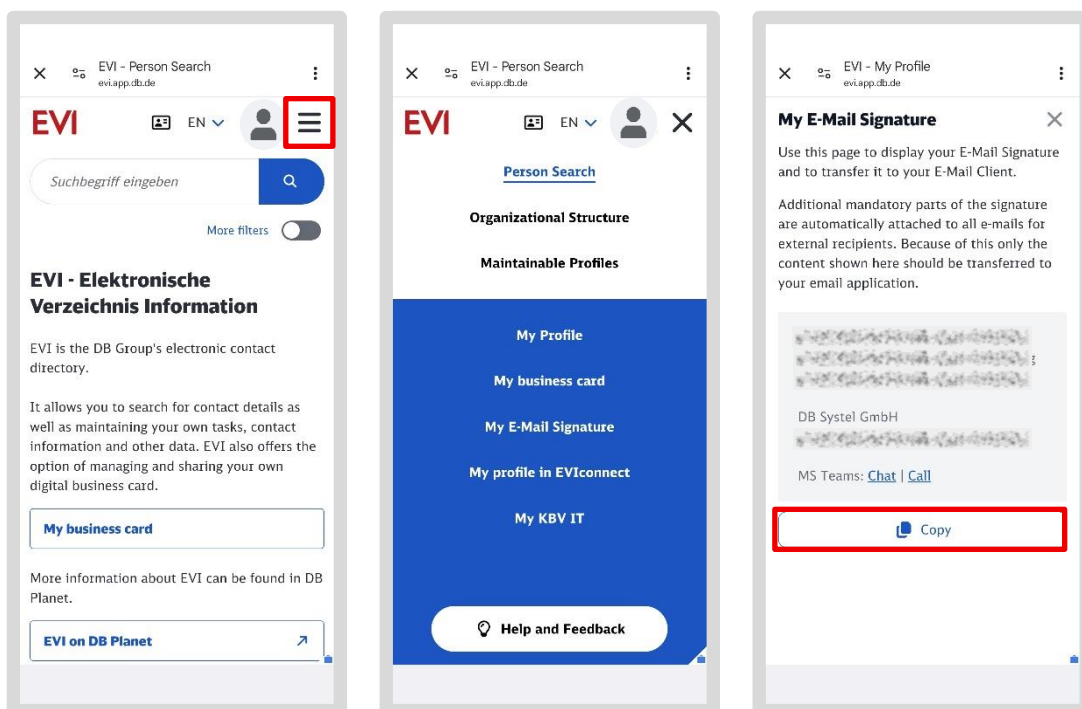 EVI - Person Search
evi.app.db.de
EVI
EN
Suchbegriff eingeben
More filters
EVI - Elektronische
Verzeichnis Information
EVI is the DB Group's electronic contact
directory.
It allows you to search for contact details as
well as maintaining your own tasks, contact
information and other data. EVI also offers the
option of managing and sharing your own
digital business card.
My business card
More information about EVI can be found in DB
Planet.
EVI on DB Planet
EVI - Person Search
evi.app.db.de
EVI
EN
Person Search
Organizational Structure
Maintainable Profiles
My Profile
My business card
My E-Mail Signature
My profile in EVIconnect
My KBV IT
Help and Feedback
EVI - My Profile
evi.app.db.de
My E-Mail Signature
Use this page to display your E-Mail Signature
and to transfer it to your E-Mail Client.
Additional mandatory parts of the signature
are automatically attached to all e-mails for
external recipients. Because of this only the
content shown here should be transferred to
your email application.
DB Systel GmbH
MS Teams: Chat | Call
Copy